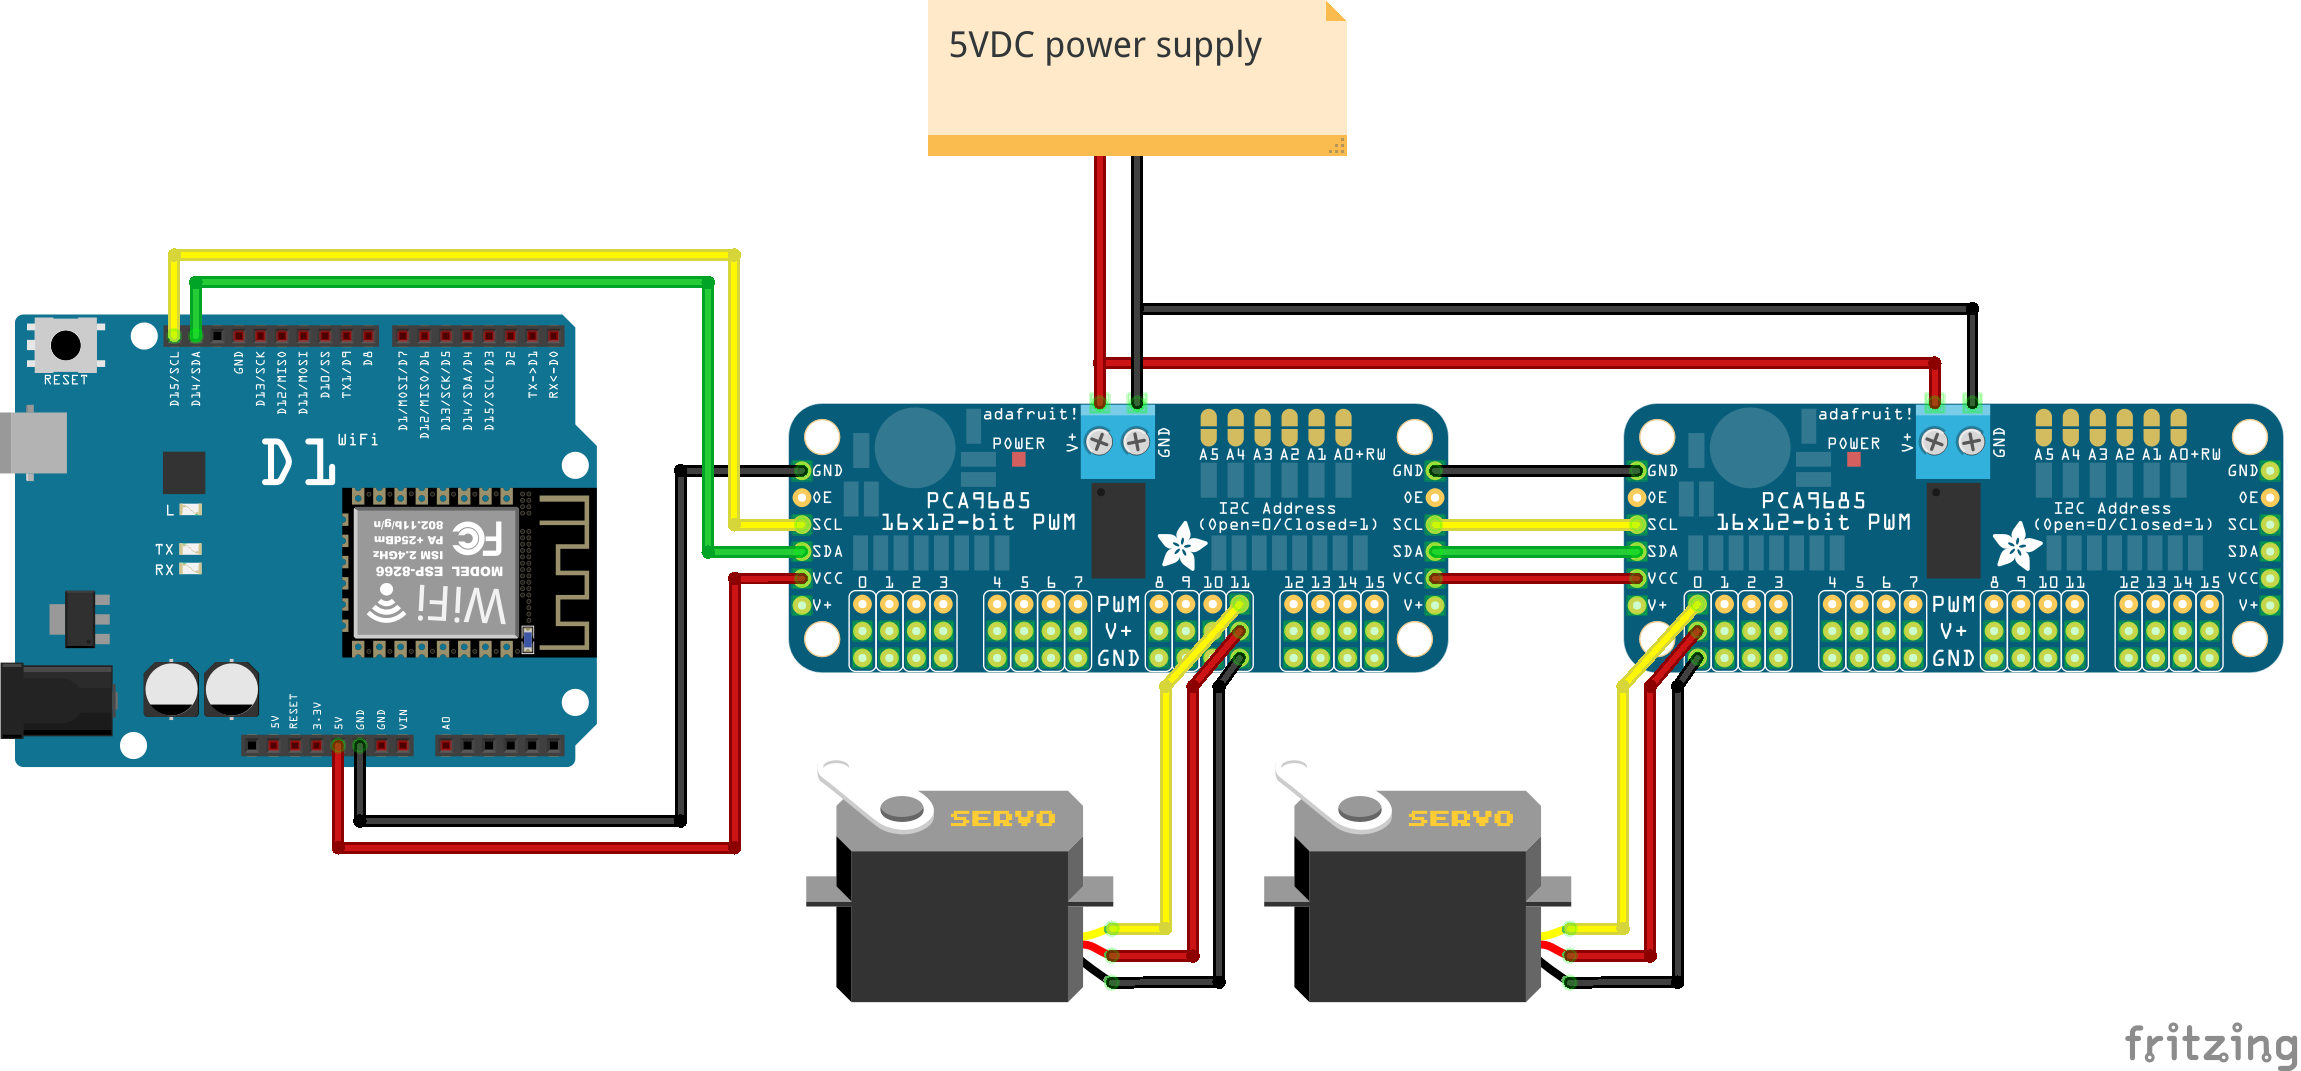 5VDC power supply
RESET
D15/SCL
D14/SDA
GND
D13/SCK
D12/MISO
D11/MOSI
D10/SS
TX1/D9
D8
D1/MOSI/D7
D12/MISO/D6
D13/SCK/D5
D14/SDA/D4
D15/SCL/D3
D2
TX->D1
RX<-D0
D1 WiFi
L
TX
RX
MODEL ESP-8266
ISM 2.4GHz
PA +25dBm
802.11b/g/n
FC
WiFi
5V
RESET
3.3V
5V
GND
GND
VIN
A0
adafruit!
POWER
V+
GND
A5 A4 A3 A2 A1 A0+RW
GND
OE
SCL
SDA
VCC
V+
PCA9685
16x12-bit PWM
I2C Address
(Open=0/Closed=1)
GND
OE
SCL
SDA
VCC
V+
0 1 2 3 4 5 6 7 8 9 10 11 12 13 14 15
PWM
V+
GND
adafruit!
POWER
V+
GND
A5 A4 A3 A2 A1 A0+RW
GND
OE
SCL
SDA
VCC
V+
PCA9685
16x12-bit PWM
I2C Address
(Open=0/Closed=1)
GND
OE
SCL
SDA
VCC
V+
0 1 2 3 4 5 6 7 8 9 10 11 12 13 14 15
PWM
V+
GND
SERVO
SERVO
fritzing